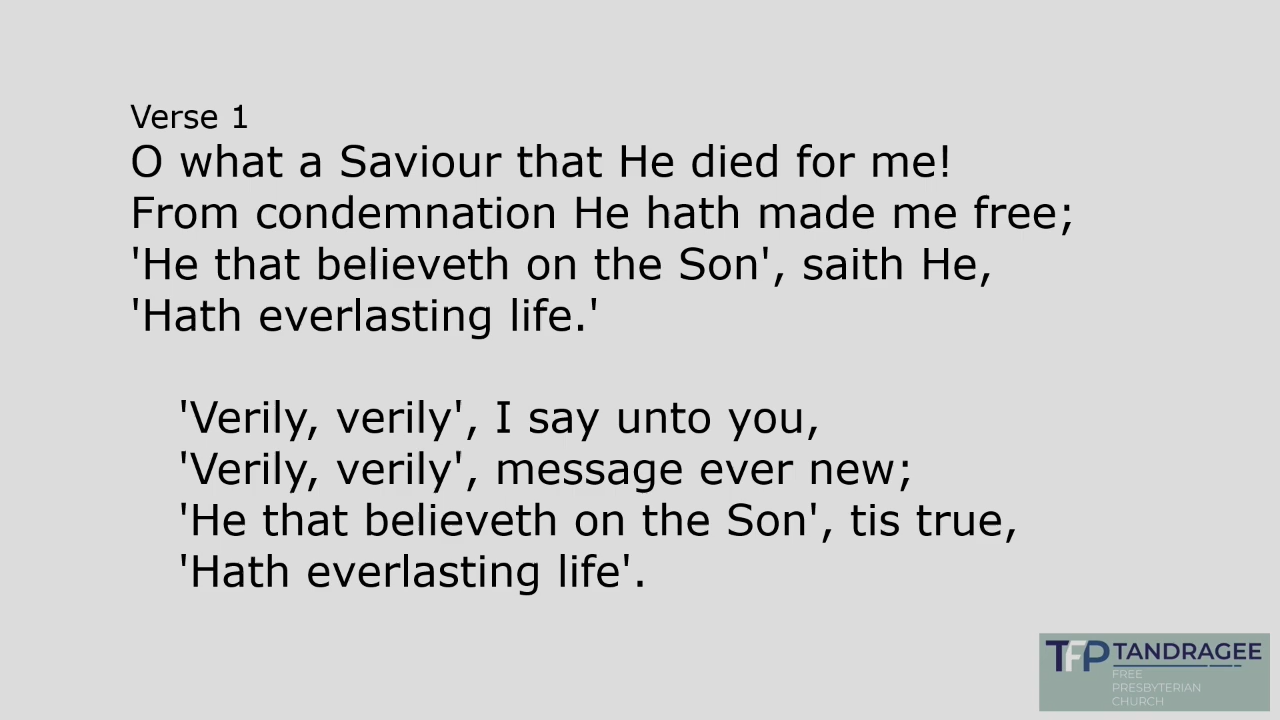 Verse 1
O what a Saviour that He died for me!
From condemnation He hath made me free;
'He that believeth on the Son', saith He,
'Hath everlasting life.'
'Verily, verily', I say unto you,
'Verily, verily', message ever new;
'He that believeth on the Son', tis true,
'Hath everlasting life'.
TFP TANDRAGEE
FREE
PRESBYTERIAN
CHURCH